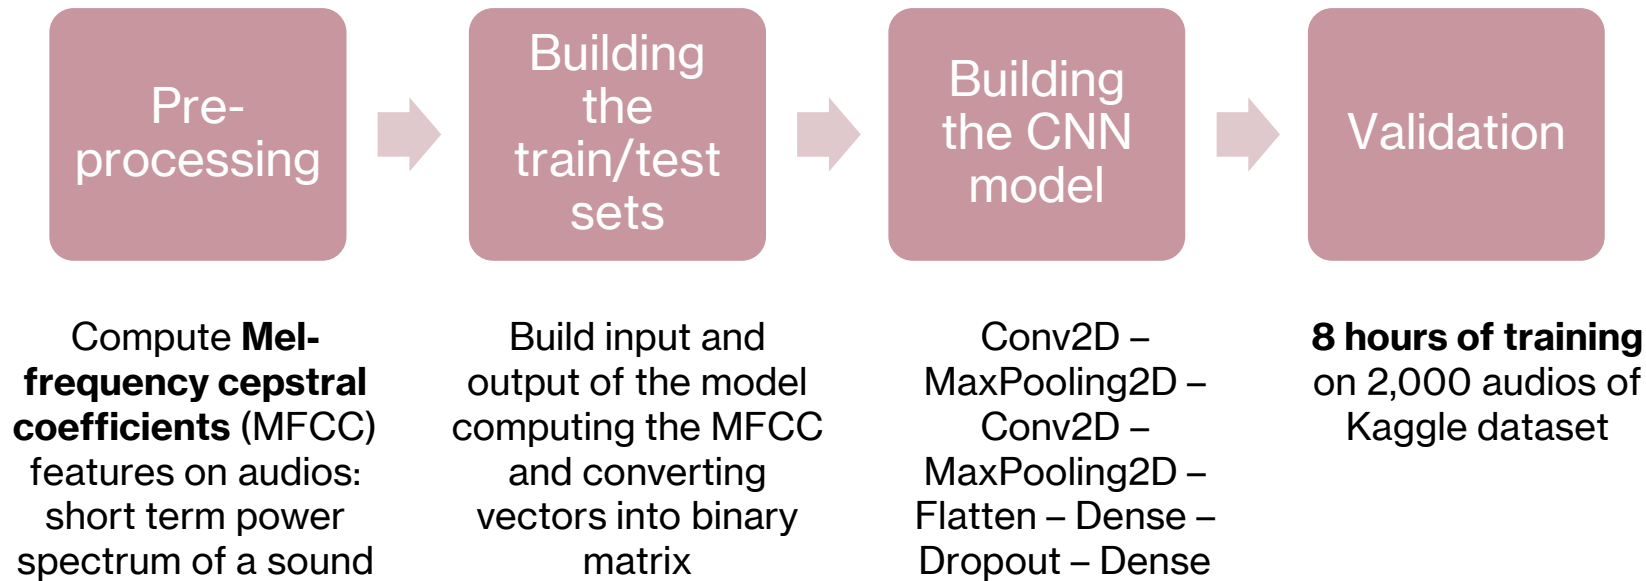 Pre-
processing
Building
the
train/test
sets
Building
the CNN
model
Validation
Compute Mel-
frequency cepstral
coefficients (MFCC)
features on audios:
short term power
spectrum of a sound
Build input and
output of the model
computing the MFCC
and converting
vectors into binary
matrix
Conv2D –
MaxPooling2D –
Conv2D –
MaxPooling2D –
Flatten – Dense –
Dropout – Dense
8 hours of training
on 2,000 audios of
Kaggle dataset